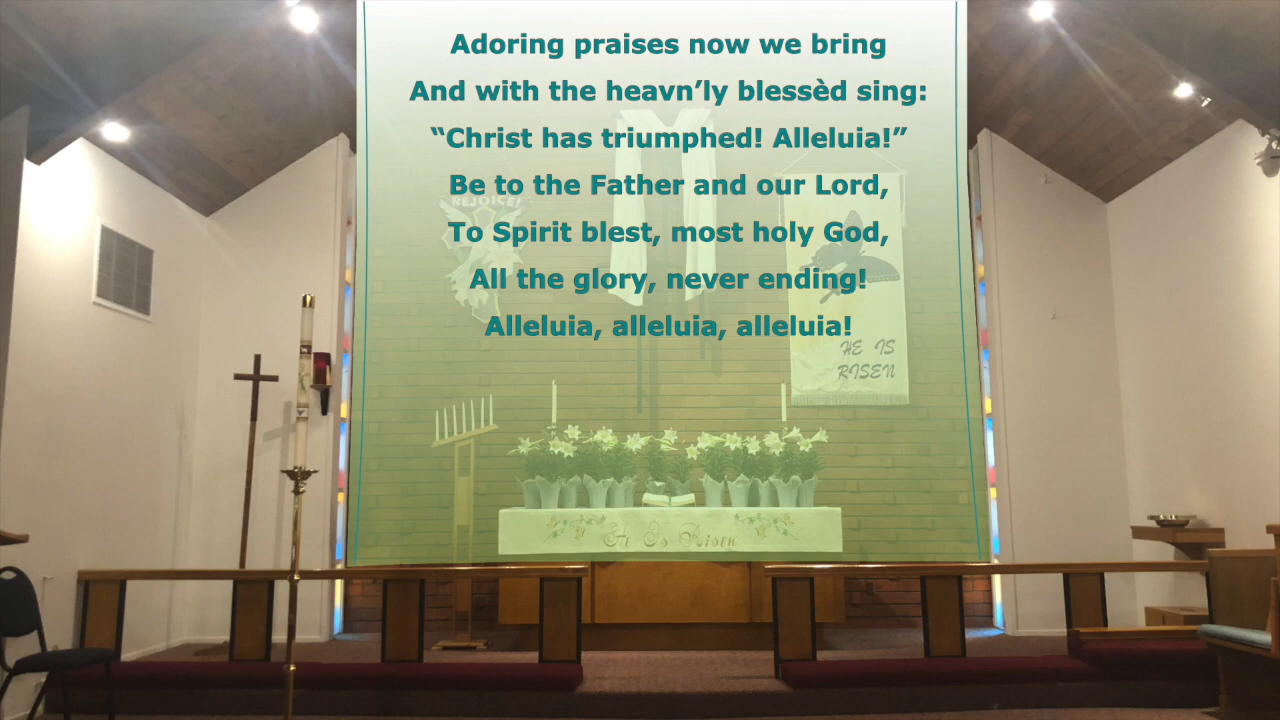 Adoring praises now we bring
And with the heavn’ly blessèd sing:
“Christ has triumphed! Alleluia!”
Be to the Father and our Lord,
To Spirit blest, most holy God,
All the glory, never ending!
Alleluia, alleluia, alleluia!
REJOICE!
HE IS
RISEN
He Is Risen